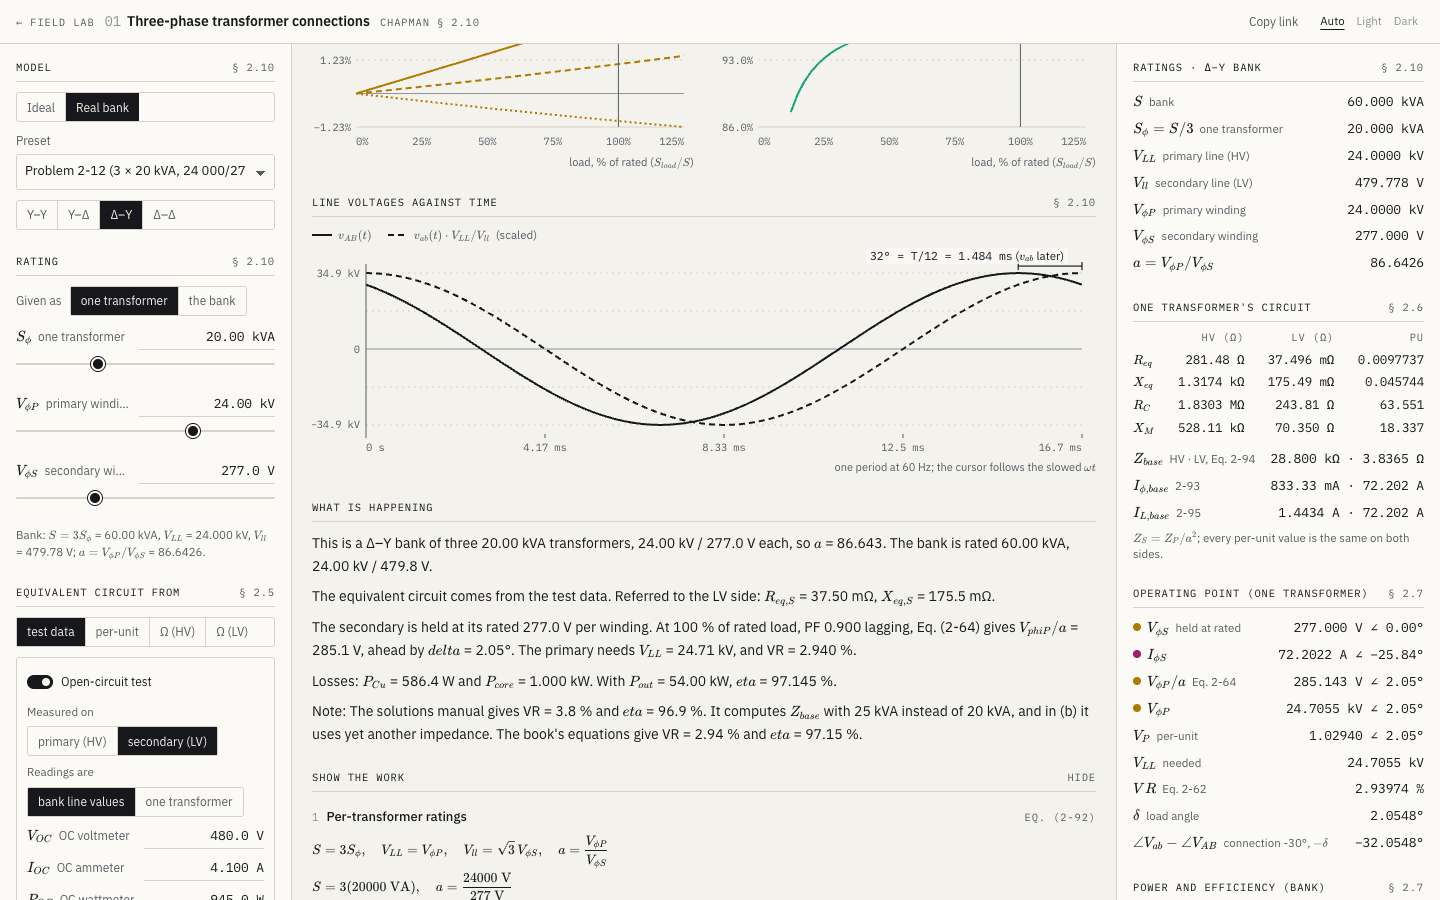 ← FIELD LAB 01 Three-phase transformer connections CHAPMAN § 2.10
Copy link Auto Light Dark
MODEL § 2.10
Ideal Real bank
Preset
Problem 2-12 (3 × 20 kVA, 24 000/27
Y–Y Y–Δ Δ–Y Δ–Δ
RATING § 2.10
Given as one transformer the bank
Sϕ one transformer 20.00 kVA
VϕP primary windi... 24.00 kV
VϕS secondary wi... 277.0 V
Bank: S = 3Sϕ = 60.00 kVA, VLL = 24.000 kV, Vll
= 479.78 V; a = VϕP/VϕS = 86.6426.
EQUIVALENT CIRCUIT FROM § 2.5
test data per-unit Ω (HV) Ω (LV)
Open-circuit test
Measured on
primary (HV) secondary (LV)
Readings are
bank line values one transformer
VOC OC voltmeter 480.0 V
IOC OC ammeter 4.100 A
POC OC wattmeter 945.0 W
1.23%
−1.23%
0% 25% 50% 75% 100% 125%
load, % of rated (Sload/S)
93.0%
86.0%
0% 25% 50% 75% 100% 125%
load, % of rated (Sload/S)
LINE VOLTAGES AGAINST TIME § 2.10
vAB(t) vab(t) · VLL/Vll (scaled)
32° = T/12 = 1.484 ms (vab later)
34.9 kV
0
-34.9 kV
0 s 4.17 ms 8.33 ms 12.5 ms 16.7 ms
one period at 60 Hz; the cursor follows the slowed ωt
WHAT IS HAPPENING
This is a Δ–Y bank of three 20.00 kVA transformers, 24.00 kV / 277.0 V each, so a = 86.643. The bank is rated 60.00 kVA,
24.00 kV / 479.8 V.
The equivalent circuit comes from the test data. Referred to the LV side: Req,S = 37.50 mΩ, Xeq,S = 175.5 mΩ.
The secondary is held at its rated 277.0 V per winding. At 100 % of rated load, PF 0.900 lagging, Eq. (2-64) gives VphiP/a =
285.1 V, ahead by delta = 2.05°. The primary needs VLL = 24.71 kV, and VR = 2.940 %.
Losses: PCu = 586.4 W and Pcore = 1.000 kW. With Pout = 54.00 kW, eta = 97.145 %.
Note: The solutions manual gives VR = 3.8 % and eta = 96.9 %. It computes Zbase with 25 kVA instead of 20 kVA, and in (b) it
uses yet another impedance. The book's equations give VR = 2.94 % and eta = 97.15 %.
SHOW THE WORK HIDE
1 Per-transformer ratings EQ. (2-92)
S = 3Sϕ, VLL = VϕP, Vll = √3 VϕS, a = VϕP/VϕS
S = 3(20000 VA), a = 24000 V/277 V
RATINGS · Δ–Y BANK § 2.10
S bank 60.000 kVA
Sϕ = S/3 one transformer 20.000 kVA
VLL primary line (HV) 24.0000 kV
Vll secondary line (LV) 479.778 V
VϕP primary winding 24.0000 kV
VϕS secondary winding 277.000 V
a = VϕP/VϕS 86.6426
ONE TRANSFORMER'S CIRCUIT § 2.6
HV (Ω) LV (Ω) PU
Req 281.48 Ω 37.496 mΩ 0.0097737
Xeq 1.3174 kΩ 175.49 mΩ 0.045744
RC 1.8303 MΩ 243.81 Ω 63.551
XM 528.11 kΩ 70.350 Ω 18.337
Zbase HV · LV, Eq. 2-94 28.800 kΩ · 3.8365 Ω
Iϕ,base 2-93 833.33 mA · 72.202 A
IL,base 2-95 1.4434 A · 72.202 A
ZS = ZP/a²; every per-unit value is the same on both
sides.
OPERATING POINT (ONE TRANSFORMER) § 2.7
VϕS held at rated 277.000 V ∠ 0.00°
IϕS 72.2022 A ∠ −25.84°
VϕP/a Eq. 2-64 285.143 V ∠ 2.05°
VϕP 24.7055 kV ∠ 2.05°
VP per-unit 1.02940 ∠ 2.05°
VLL needed 24.7055 kV
VR Eq. 2-62 2.93974 %
δ load angle 2.0548°
∠Vab − ∠VAB connection -30°, −δ −32.0548°
POWER AND EFFICIENCY (BANK) § 2.7